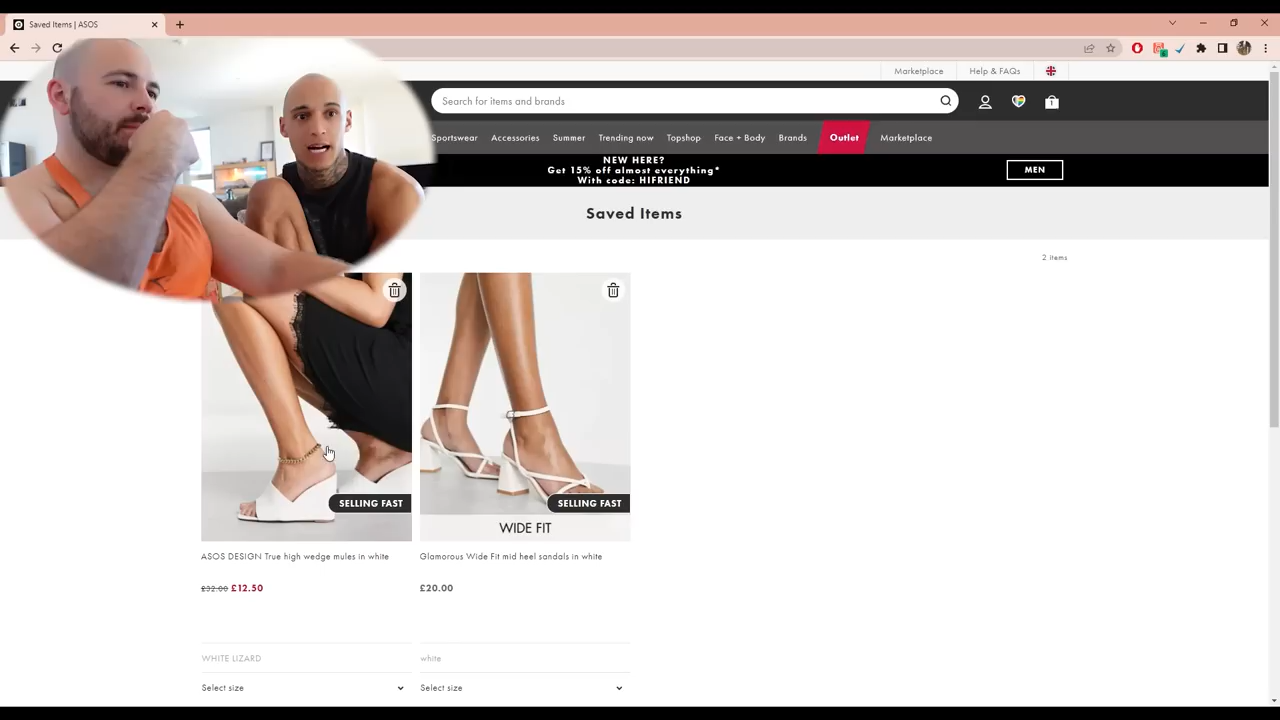 Saved Items | ASOS
Marketplace
Help & FAQs
Search for items and brands
1
Sportswear
Accessories
Summer
Trending now
Topshop
Face + Body
Brands
Outlet
Marketplace
NEW HERE?
Get 15% off almost everything*
With code: HIFRIEND
MEN
Saved Items
2 items
SELLING FAST
SELLING FAST
WIDE FIT
ASOS DESIGN True high wedge mules in white
Glamorous Wide Fit mid heel sandals in white
£32.00 £12.50
£20.00
WHITE LIZARD
white
Select size
Select size